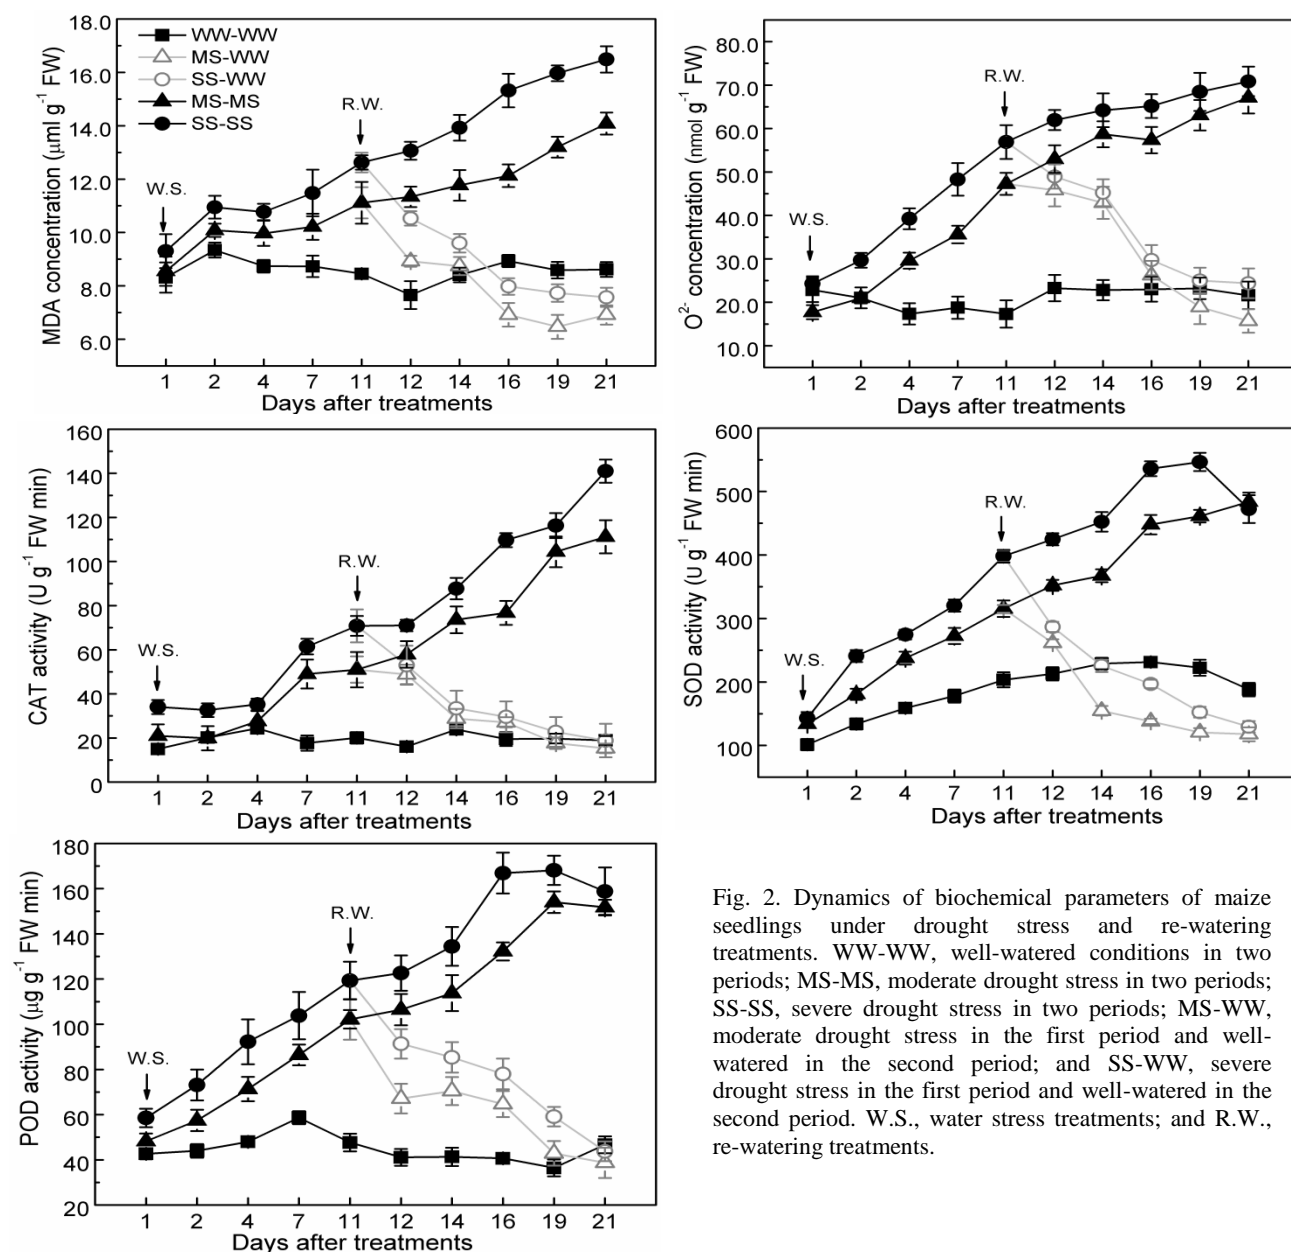 18.0
16.0
14.0
12.0
10.0
8.0
6.0
MDA concentration (µml g⁻¹ FW)
WW-WW
MS-WW
SS-WW
MS-MS
SS-SS
W.S.
R.W.
1 2 4 7 11 12 14 16 19 21
Days after treatments
80.0
70.0
60.0
50.0
40.0
30.0
20.0
10.0
O²⁻ concentration (nmol g⁻¹ FW)
W.S.
R.W.
1 2 4 7 11 12 14 16 19 21
Days after treatments
160
140
120
100
80
60
40
20
0
CAT activity (U g⁻¹ FW min)
W.S.
R.W.
1 2 4 7 11 12 14 16 19 21
Days after treatments
600
500
400
300
200
100
SOD activity (U g⁻¹ FW min)
W.S.
R.W.
1 2 4 7 11 12 14 16 19 21
Days after treatments
180
160
140
120
100
80
60
40
20
POD activity (µg g⁻¹ FW min)
W.S.
R.W.
1 2 4 7 11 12 14 16 19 21
Days after treatments
Fig. 2. Dynamics of biochemical parameters of maize
seedlings under drought stress and re-watering
treatments. WW-WW, well-watered conditions in two
periods; MS-MS, moderate drought stress in two periods;
SS-SS, severe drought stress in two periods; MS-WW,
moderate drought stress in the first period and well-
watered in the second period; and SS-WW, severe
drought stress in the first period and well-watered in the
second period. W.S., water stress treatments; and R.W.,
re-watering treatments.